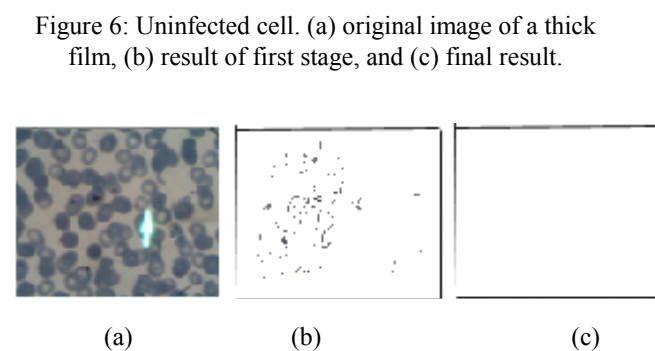 Figure 6: Uninfected cell. (a) original image of a thick
film, (b) result of first stage, and (c) final result.
(a)
(b)
(c)